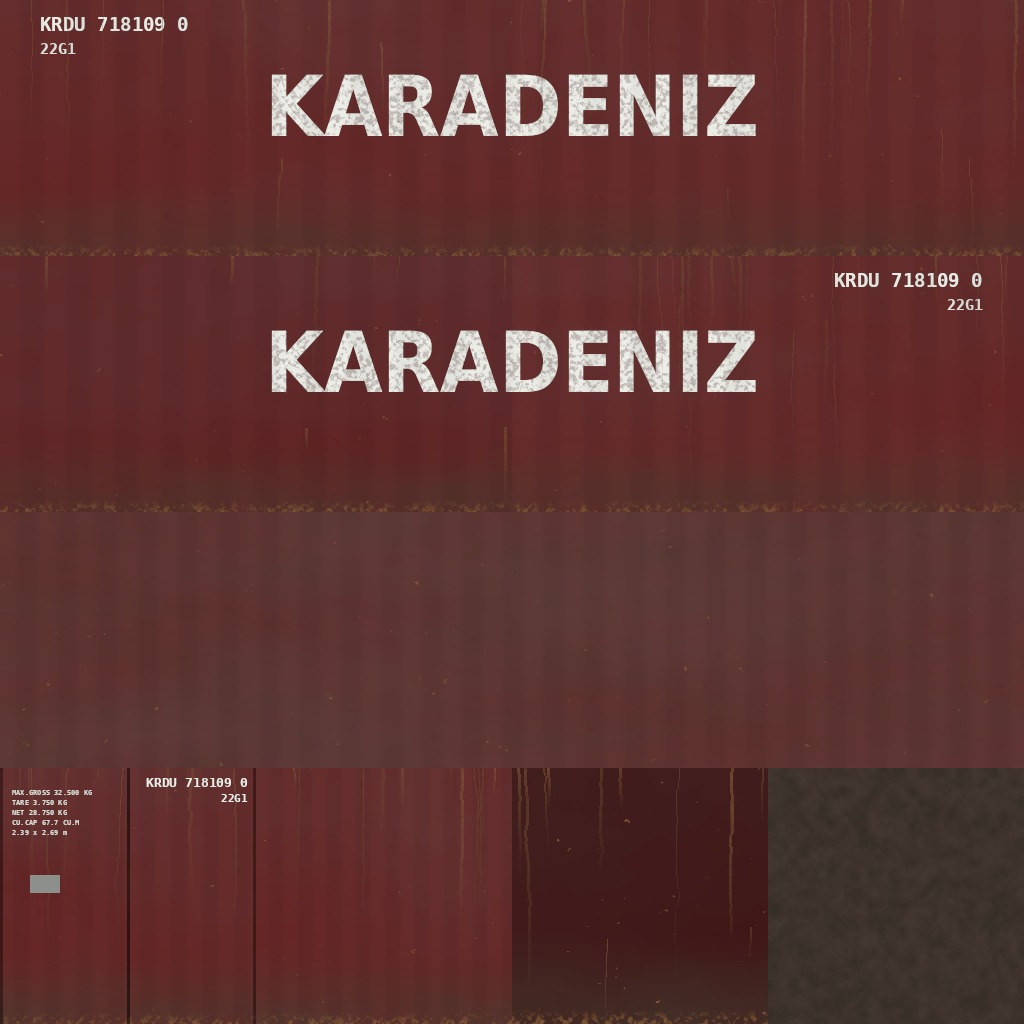 KRDU 718109 0
22G1
KARADENIZ
KRDU 718109 0
22G1
KARADENIZ
MAX.GROSS 32.500 KG
TARE 3.750 KG
NET 28.750 KG
CU.CAP 67.7 CU.M
2.39 x 2.69 m
KRDU 718109 0
22G1